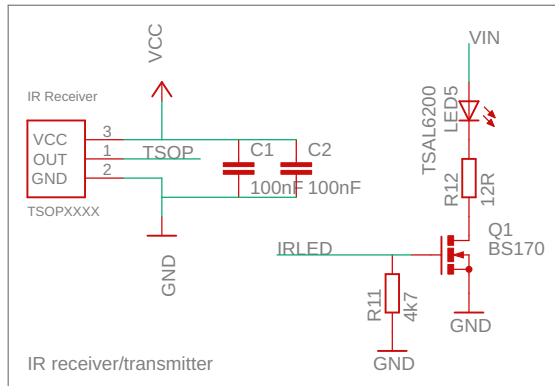 VCC
VIN
IR Receiver
VCC 3
OUT 1
GND 2
TSOP
TSOPXXXX
C1
100nF
C2
100nF
GND
TSAL6200
LED5
R12
12R
Q1
BS170
IRLED
R11
4k7
GND
GND
IR receiver/transmitter